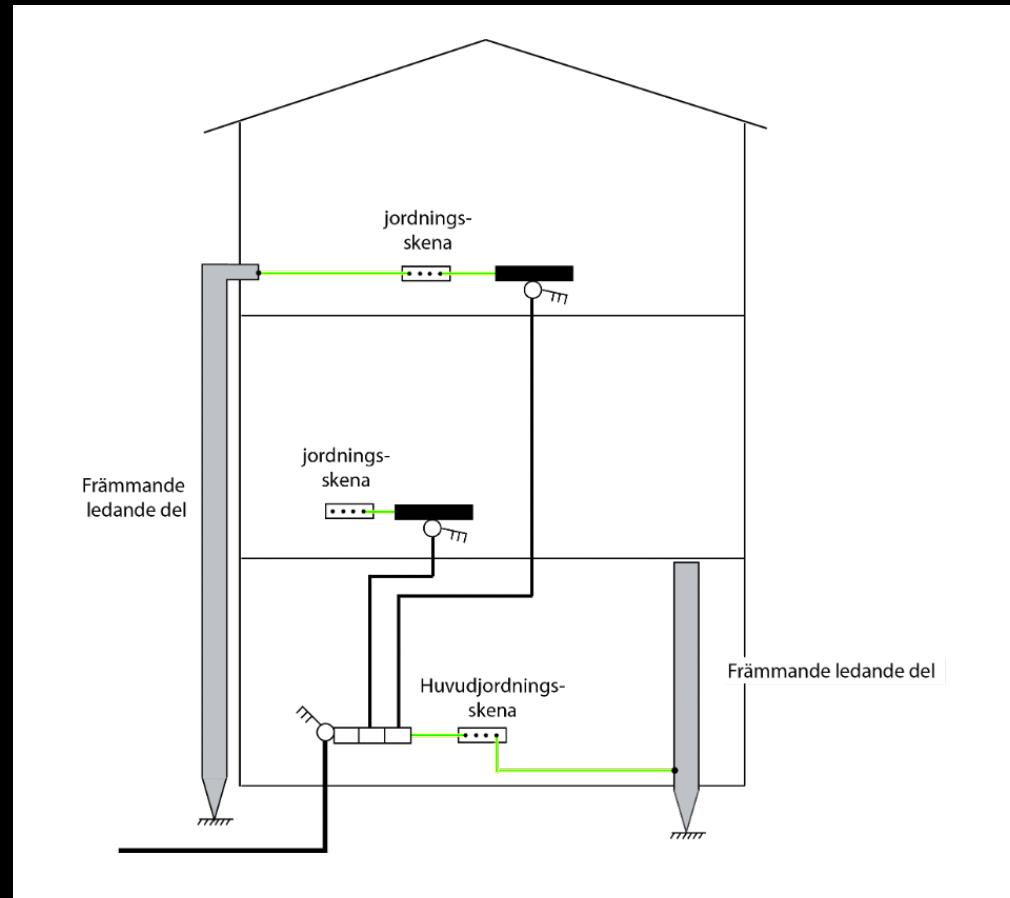 jordnings-
skena
jordnings-
skena
Främmande
ledande del
Främmande ledande del
Huvudjordnings-
skena